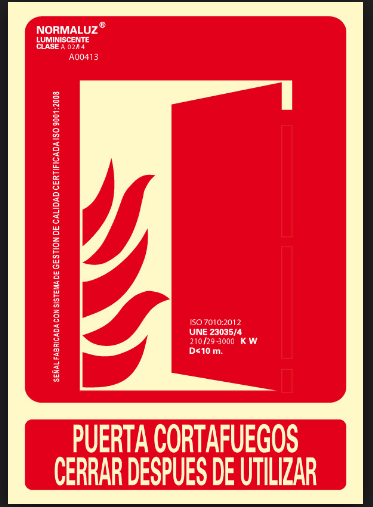 NORMALUZ®
LUMINISCENTE
CLASE A 02/14
A00413
SEÑAL FABRICADA CON SISTEMA DE GESTION DE CALIDAD CERTIFICADA ISO 9001:2008
ISO 7010:2012
UNE 23035/4
210/29-3000 K W
D<10 m.
PUERTA CORTAFUEGOS
CERRAR DESPUES DE UTILIZAR